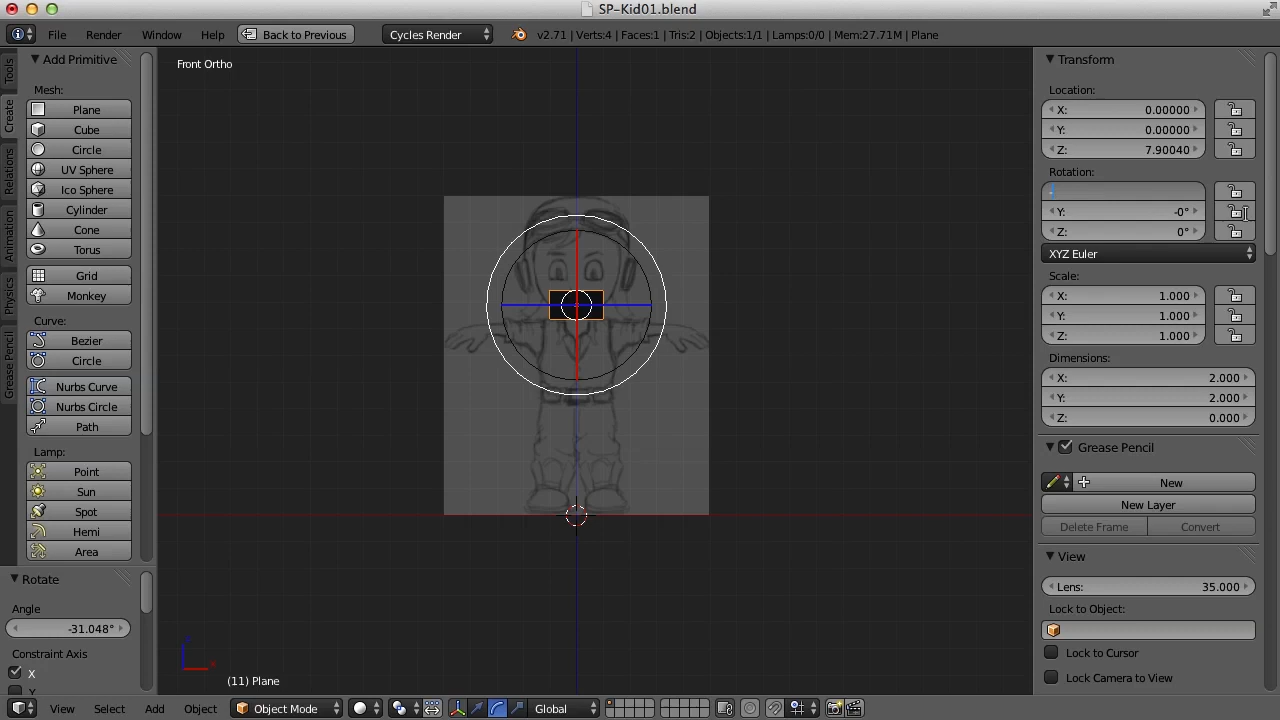 SP-Kid01.blend
File Render Window Help Back to Previous Cycles Render v2.71 | Verts:4 | Faces:1 | Tris:2 | Objects:1/1 | Lamps:0/0 | Mem:27.71M | Plane
Tools
Create
Relations
Animation
Physics
Grease Pencil
Add Primitive
Mesh:
Plane
Cube
Circle
UV Sphere
Ico Sphere
Cylinder
Cone
Torus
Grid
Monkey
Curve:
Bezier
Circle
Nurbs Curve
Nurbs Circle
Path
Lamp:
Point
Sun
Spot
Hemi
Area
Rotate
Angle
-31.048°
Constraint Axis
X
Y
Front Ortho
(11) Plane
Transform
Location:
X: 0.00000
Y: 0.00000
Z: 7.90040
Rotation:
-
Y: -0°
Z: 0°
XYZ Euler
Scale:
X: 1.000
Y: 1.000
Z: 1.000
Dimensions:
X: 2.000
Y: 2.000
Z: 0.000
Grease Pencil
New
New Layer
Delete Frame Convert
View
Lens: 35.000
Lock to Object:
Lock to Cursor
Lock Camera to View
View Select Add Object Object Mode Global